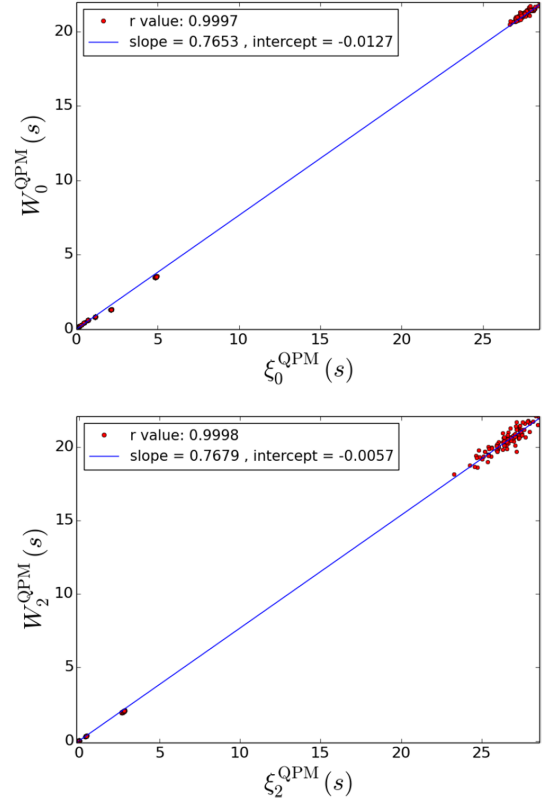 r value: 0.9997
slope = 0.7653 , intercept = -0.0127
20
15
10
5
0
W_0^QPM(s)
0 5 10 15 20 25
ξ_0^QPM(s)
r value: 0.9998
slope = 0.7679 , intercept = -0.0057
20
15
10
5
0
W_2^QPM(s)
0 5 10 15 20 25
ξ_2^QPM(s)